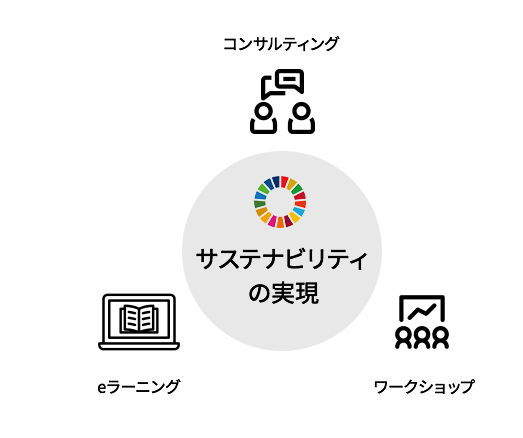 コンサルティング
サステナビリティ
の実現
eラーニング
ワークショップ